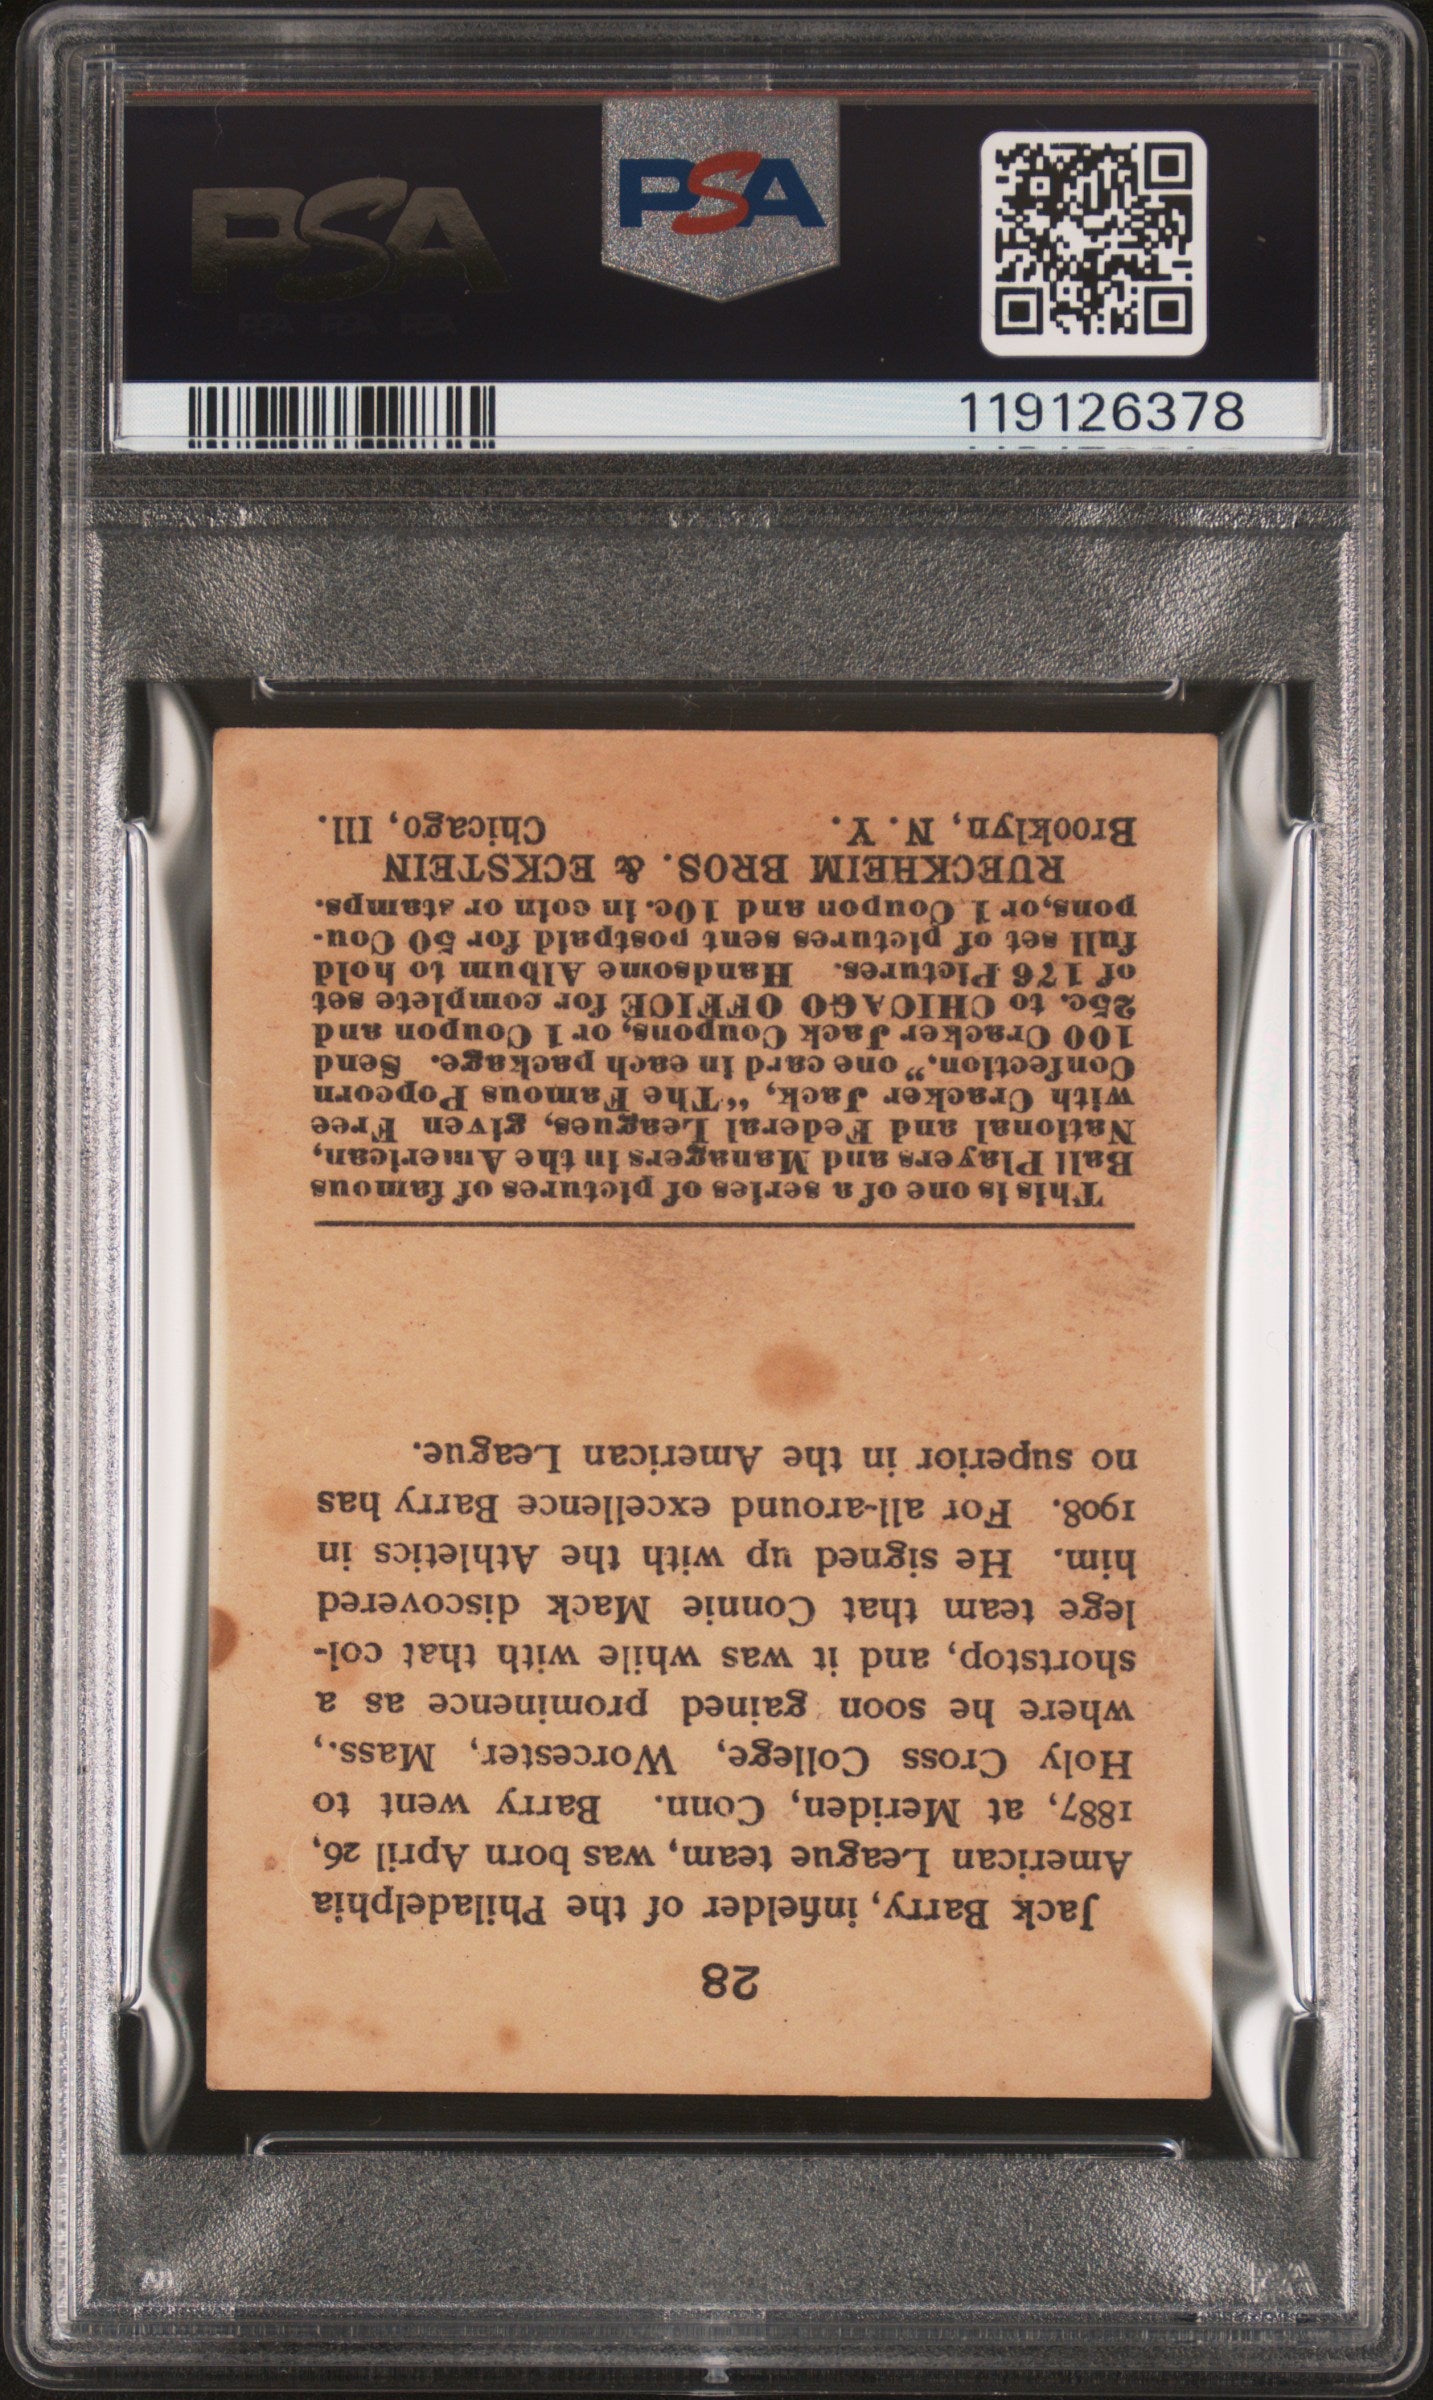 PSA
PSA
119126378
28
Jack Barry, infielder of the Philadelphia
American League team, was born April 26,
1887, at Meriden, Conn. Barry went to
Holy Cross College, Worcester, Mass.,
where he soon gained prominence as a
shortstop, and it was while with that col-
lege team that Connie Mack discovered
him. He signed up with the Athletics in
1908. For all-around excellence Barry has
no superior in the American League.
This is one of a series of pictures of famous
Ball Players and Managers in the American,
National and Federal Leagues, given Free
with Cracker Jack, "The Famous Popcorn
Confection," one card in each package. Send
100 Cracker Jack Coupons, or 1 Coupon and
25c. to CHICAGO OFFICE for complete set
of 176 Pictures. Handsome Album to hold
full set of pictures sent postpaid for 50 Cou-
pons, or 1 Coupon and 10c. in coin or stamps.
RUECKHEIM BROS. & ECKSTEIN
Brooklyn, N. Y. Chicago, Ill.